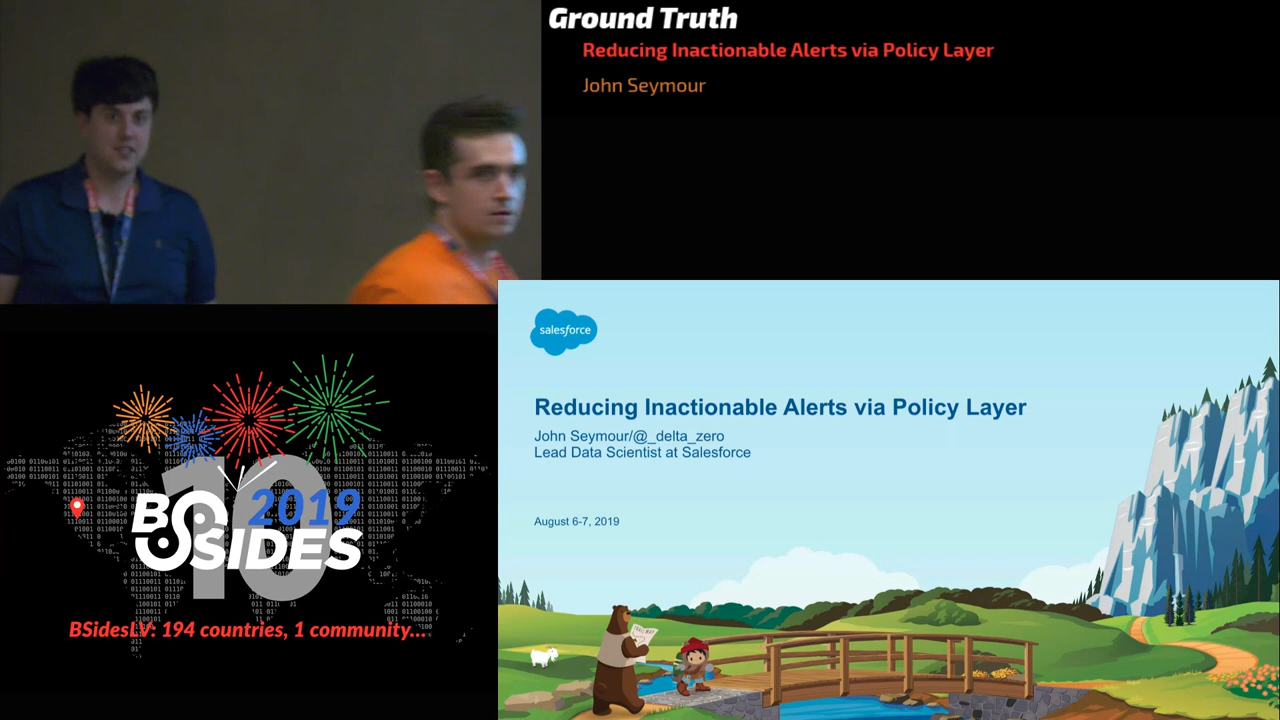 Ground Truth
Reducing Inactionable Alerts via Policy Layer
John Seymour
salesforce
Reducing Inactionable Alerts via Policy Layer
John Seymour/@_delta_zero
Lead Data Scientist at Salesforce
August 6-7, 2019
10
2019
BSIDES
BSidesLV: 194 countries, 1 community...